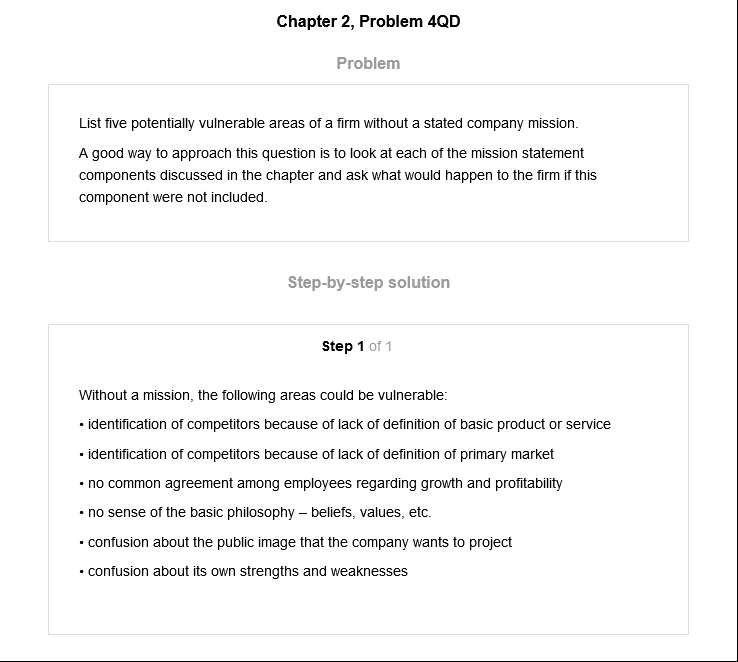 Chapter 2, Problem 4QD
Problem
List five potentially vulnerable areas of a firm without a stated company mission.
A good way to approach this question is to look at each of the mission statement
components discussed in the chapter and ask what would happen to the firm if this
component were not included.
Step-by-step solution
Step 1 of 1
Without a mission, the following areas could be vulnerable:
• identification of competitors because of lack of definition of basic product or service
• identification of competitors because of lack of definition of primary market
• no common agreement among employees regarding growth and profitability
• no sense of the basic philosophy – beliefs, values, etc.
• confusion about the public image that the company wants to project
• confusion about its own strengths and weaknesses